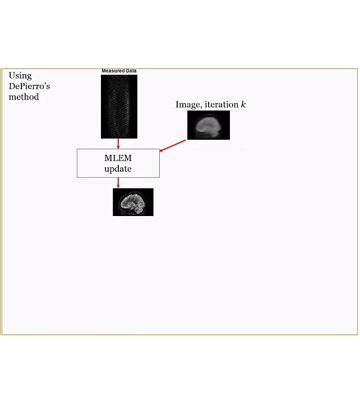 Using
DePierro's
method
Measured Data
Image, iteration k
MLEM
update